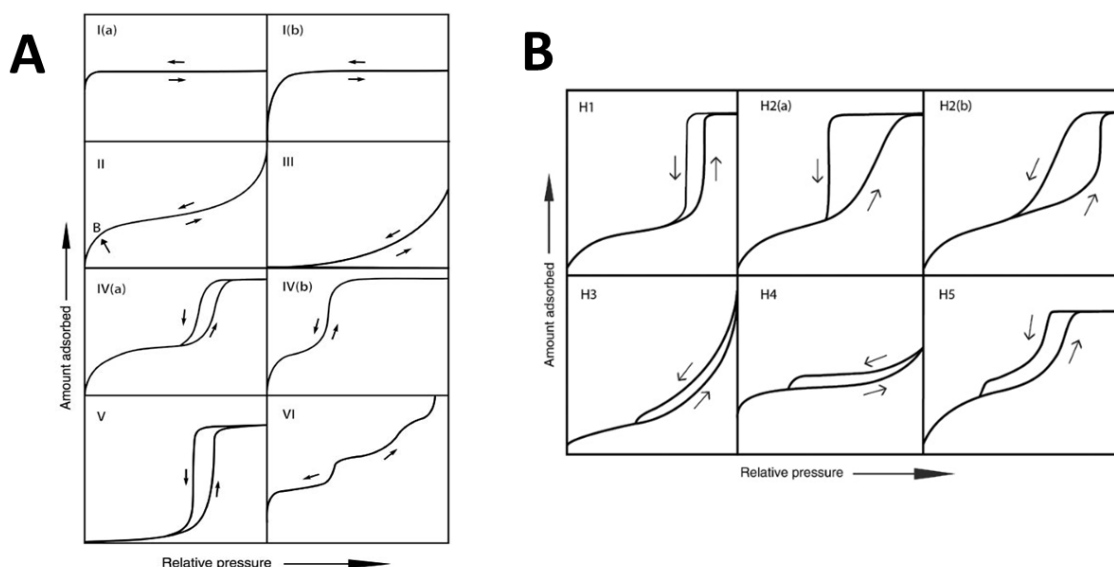 A
I(a)
I(b)
II
III
B
IV(a)
IV(b)
V
VI
Amount adsorbed
Relative pressure
B
H1
H2(a)
H2(b)
H3
H4
H5
Amount adsorbed
Relative pressure